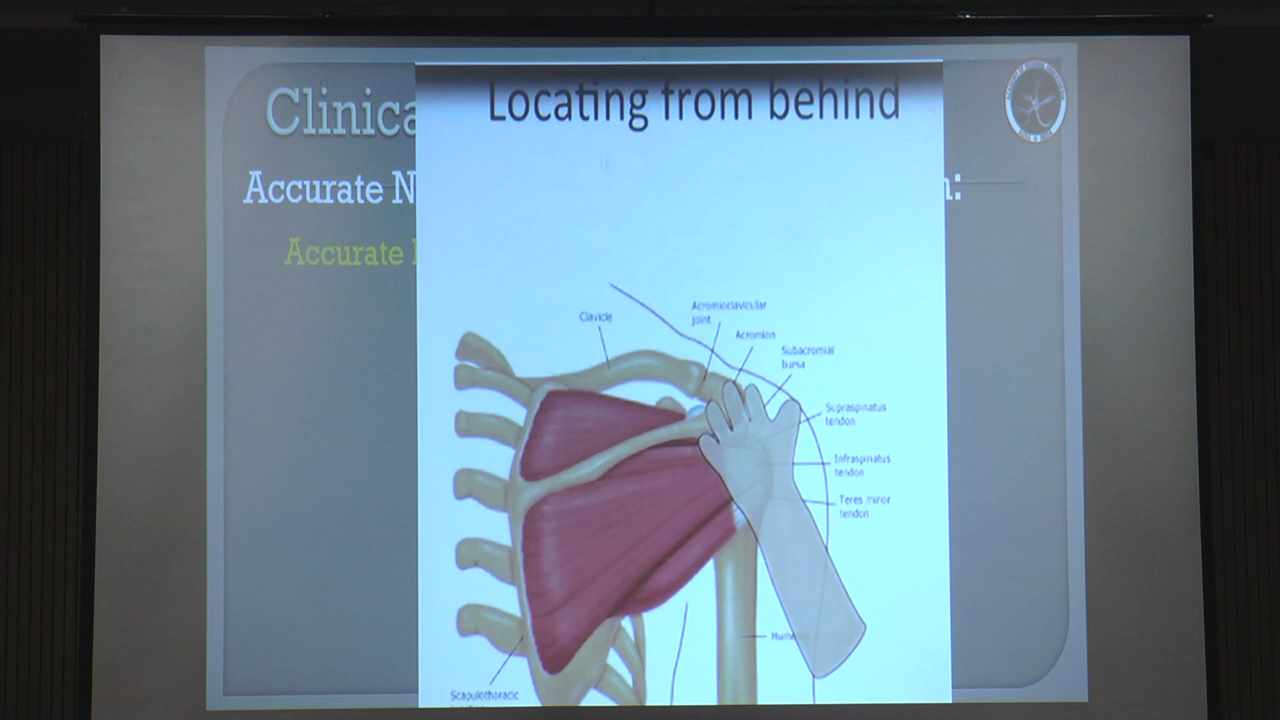 Clinica
Locating from behind
Accurate N
n:
Accurate
Clavicle
Acromioclavicular
joint
Acromion
Subacromial
bursa
Supraspinatus
tendon
Infraspinatus
tendon
Teres minor
tendon
Hume
Scapulothoracic